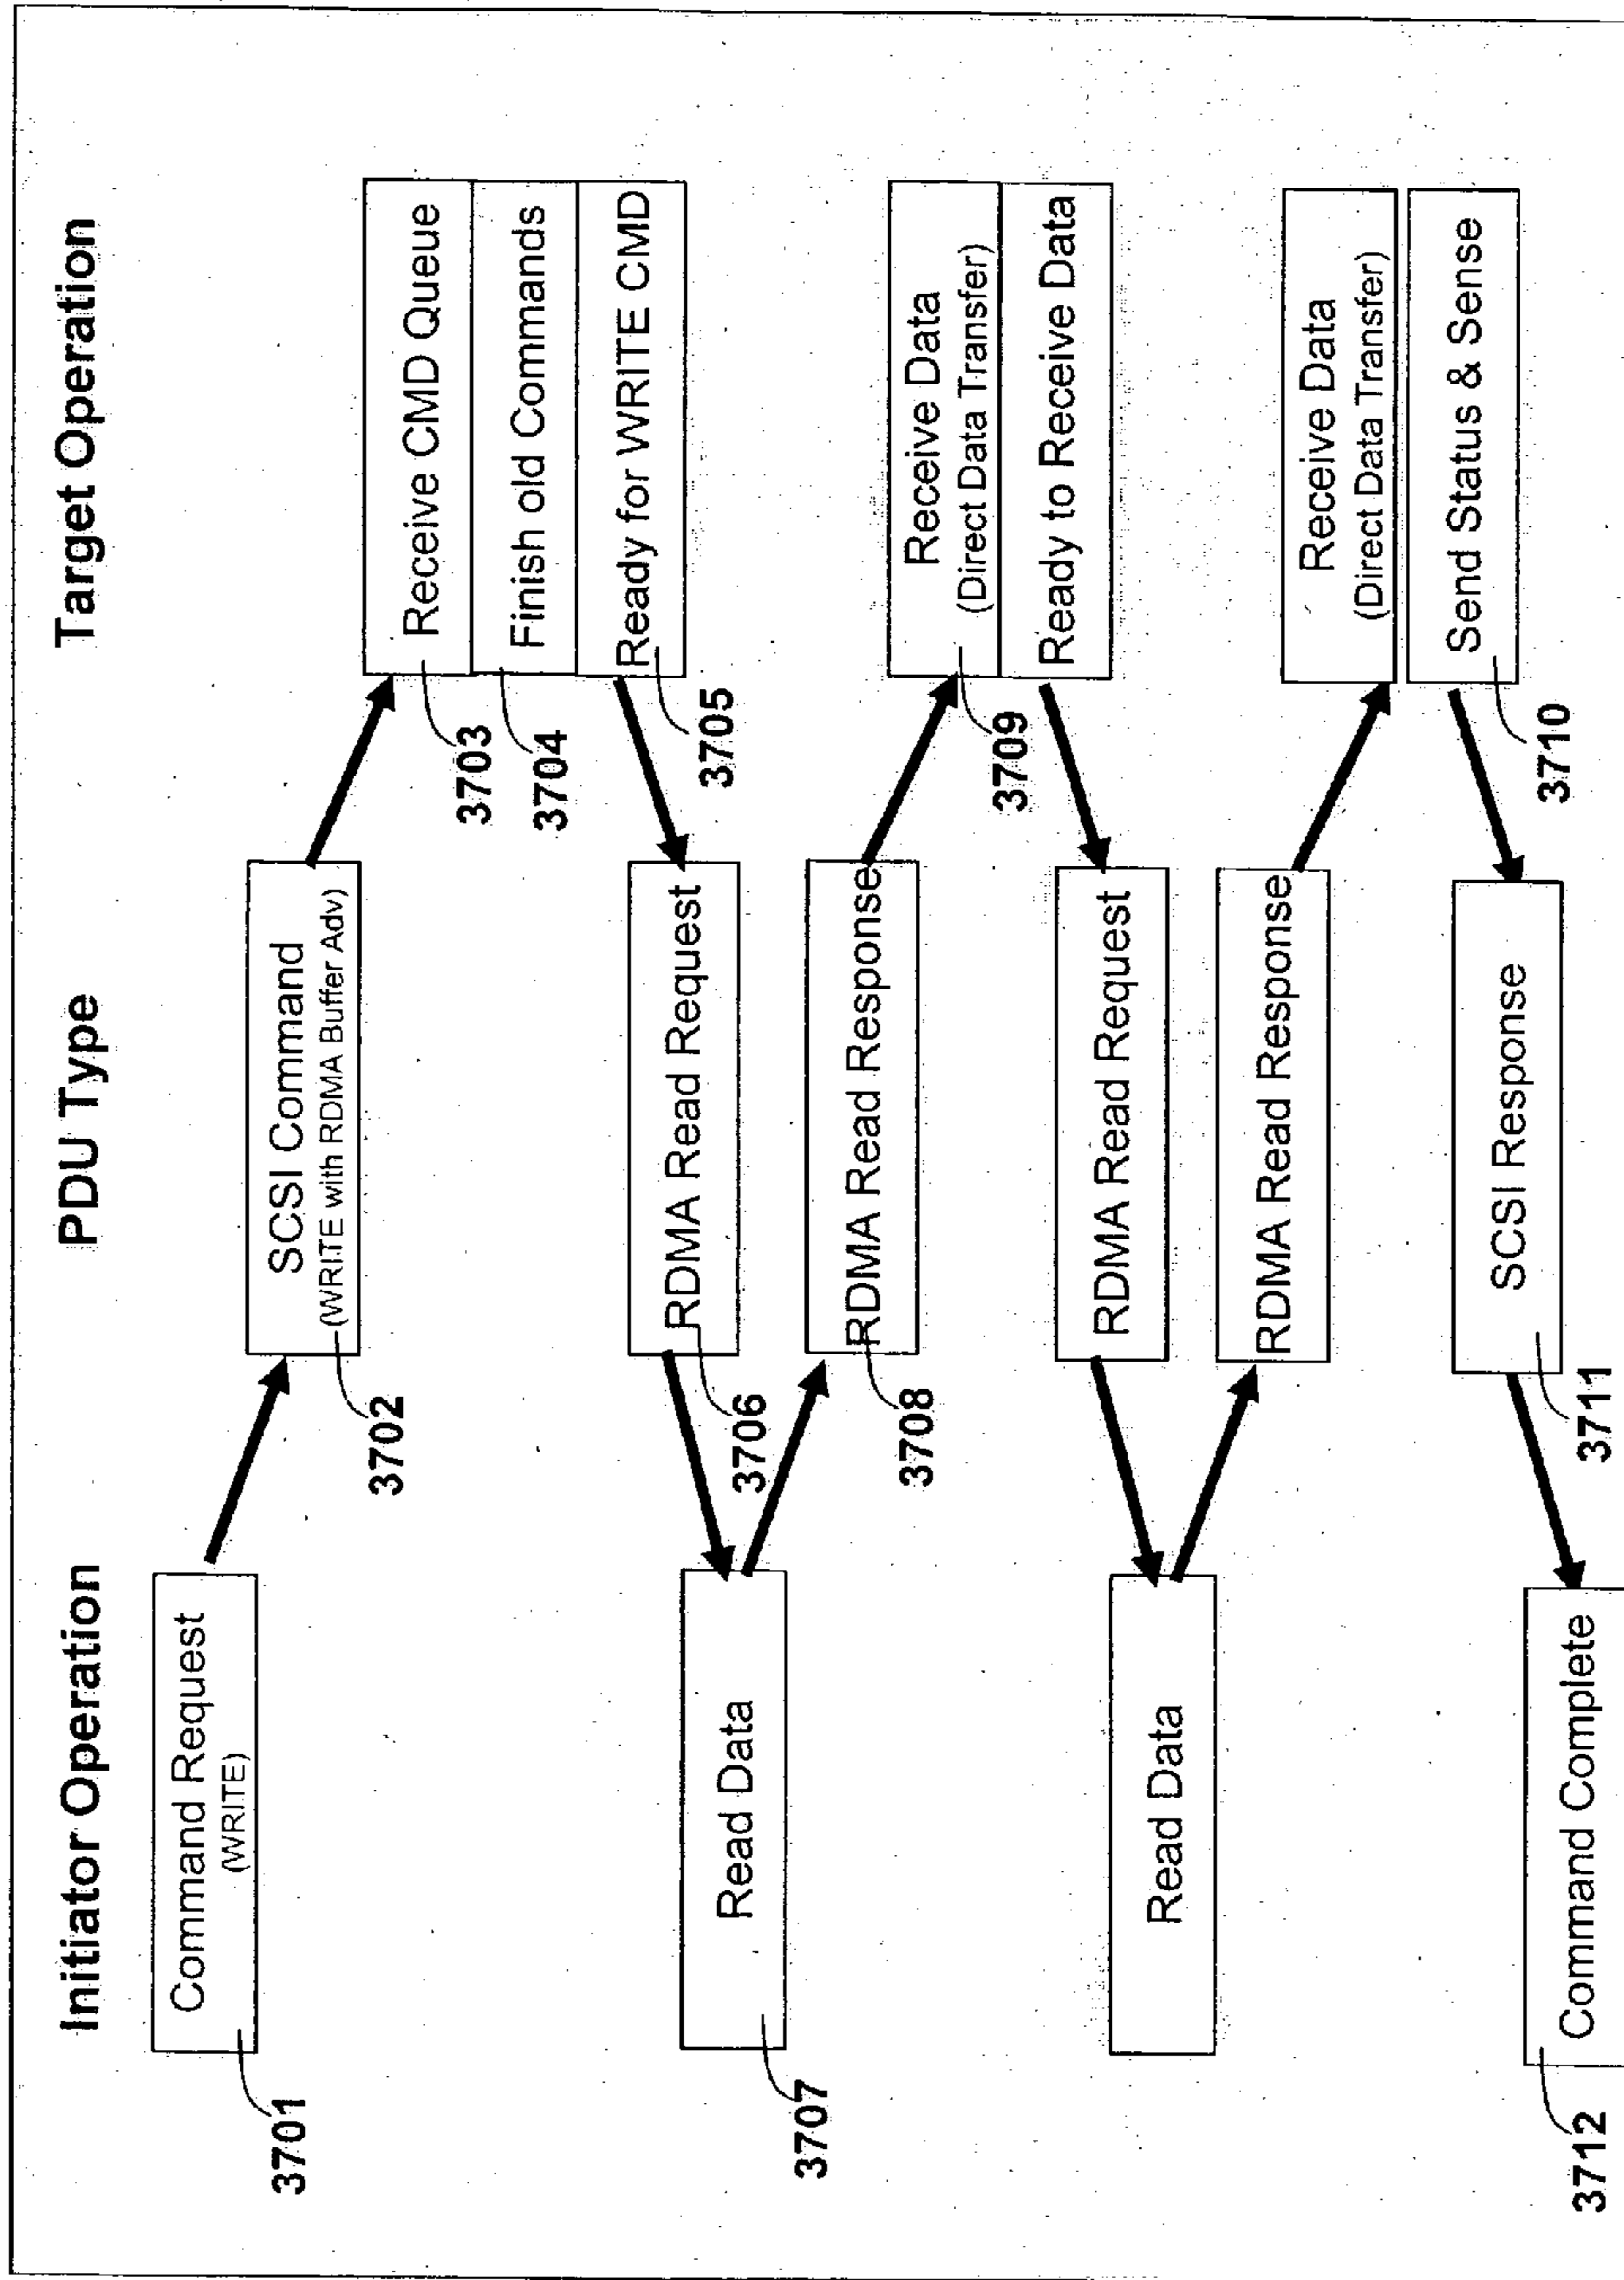 Initiator Operation
PDU Type
Target Operation
Command Request
(WRITE)
3701
SCSI Command
(WRITE with RDMA Buffer Adv)
3702
Receive CMD Queue
3703
Finish old Commands
3704
Ready for WRITE CMD
3705
RDMA Read Request
3706
Read Data
3707
RDMA Read Response
3708
Receive Data
(Direct Data Transfer)
3709
Ready to Receive Data
RDMA Read Request
Read Data
RDMA Read Response
Receive Data
(Direct Data Transfer)
Send Status & Sense
3710
SCSI Response
3711
Command Complete
3712